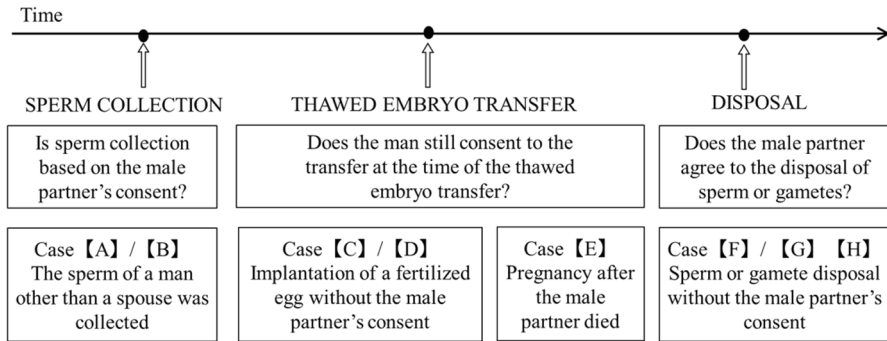 Time
SPERM COLLECTION
THAWED EMBRYO TRANSFER
DISPOSAL
Is sperm collection
based on the male
partner's consent?
Does the man still consent to the
transfer at the time of the thawed
embryo transfer?
Does the male partner
agree to the disposal of
sperm or gametes?
Case 【A】 / 【B】
The sperm of a man
other than a spouse was
collected
Case 【C】 / 【D】
Implantation of a fertilized
egg without the male
partner's consent
Case 【E】
Pregnancy after
the male
partner died
Case 【F】 / 【G】 【H】
Sperm or gamete disposal
without the male partner's
consent